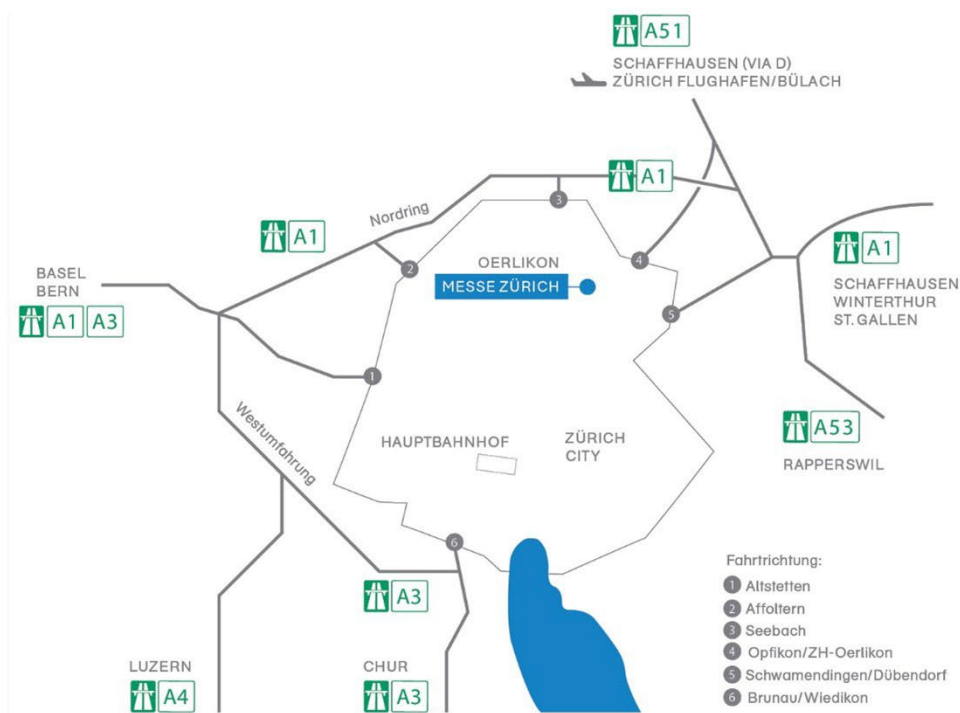 A51
SCHAFFHAUSEN (VIA D)
ZÜRICH FLUGHAFEN/BÜLACH
A1
Nordring
A1
3
2
4
OERLIKON
MESSE ZÜRICH
5
BASEL
BERN
A1 A3
A1
SCHAFFHAUSEN
WINTERTHUR
ST. GALLEN
1
Westumfahrung
HAUPTBAHNHOF
ZÜRICH
CITY
A53
RAPPERSWIL
6
A3
LUZERN
A4
CHUR
A3
Fahrtrichtung:
1 Altstetten
2 Affoltern
3 Seebach
4 Opfikon/ZH-Oerlikon
5 Schwamendingen/Dübendorf
6 Brunau/Wiedikon